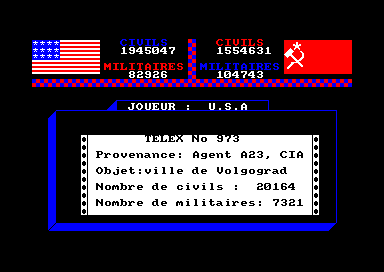 CIVILS CIVILS
1945047 1554631
MILITAIRES MILITAIRES
82926 104743
JOUEUR : U.S.A
TELEX No 973
Provenance: Agent A23, CIA
Objet:ville de Volgograd
Nombre de civils : 20164
Nombre de militaires: 7321